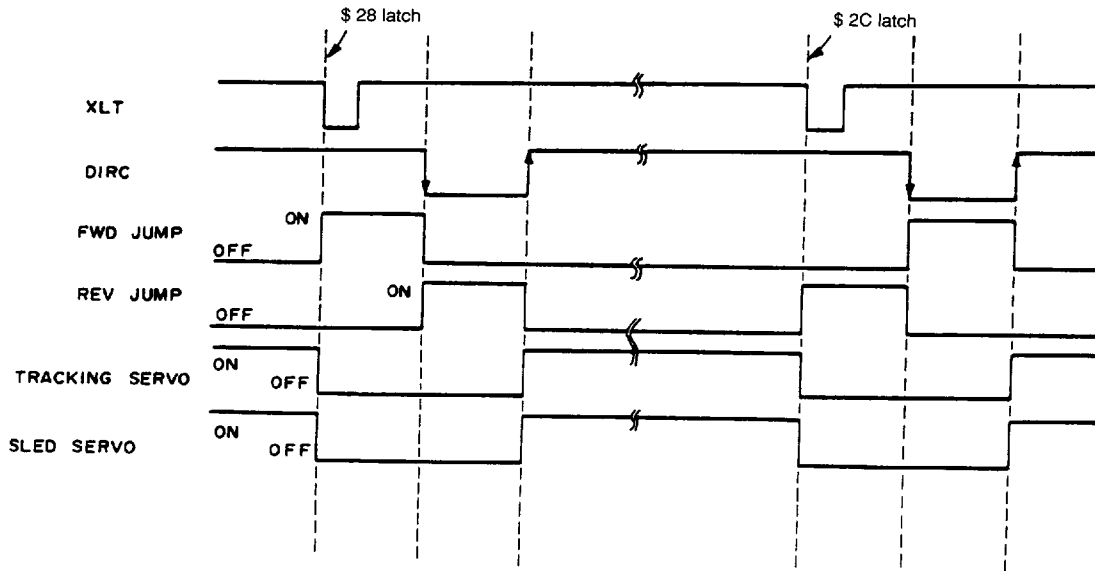 $ 28 latch
$ 2C latch
XLT
DIRC
ON
FWD JUMP
OFF
REV JUMP
ON
OFF
ON
TRACKING SERVO
OFF
ON
SLED SERVO
OFF